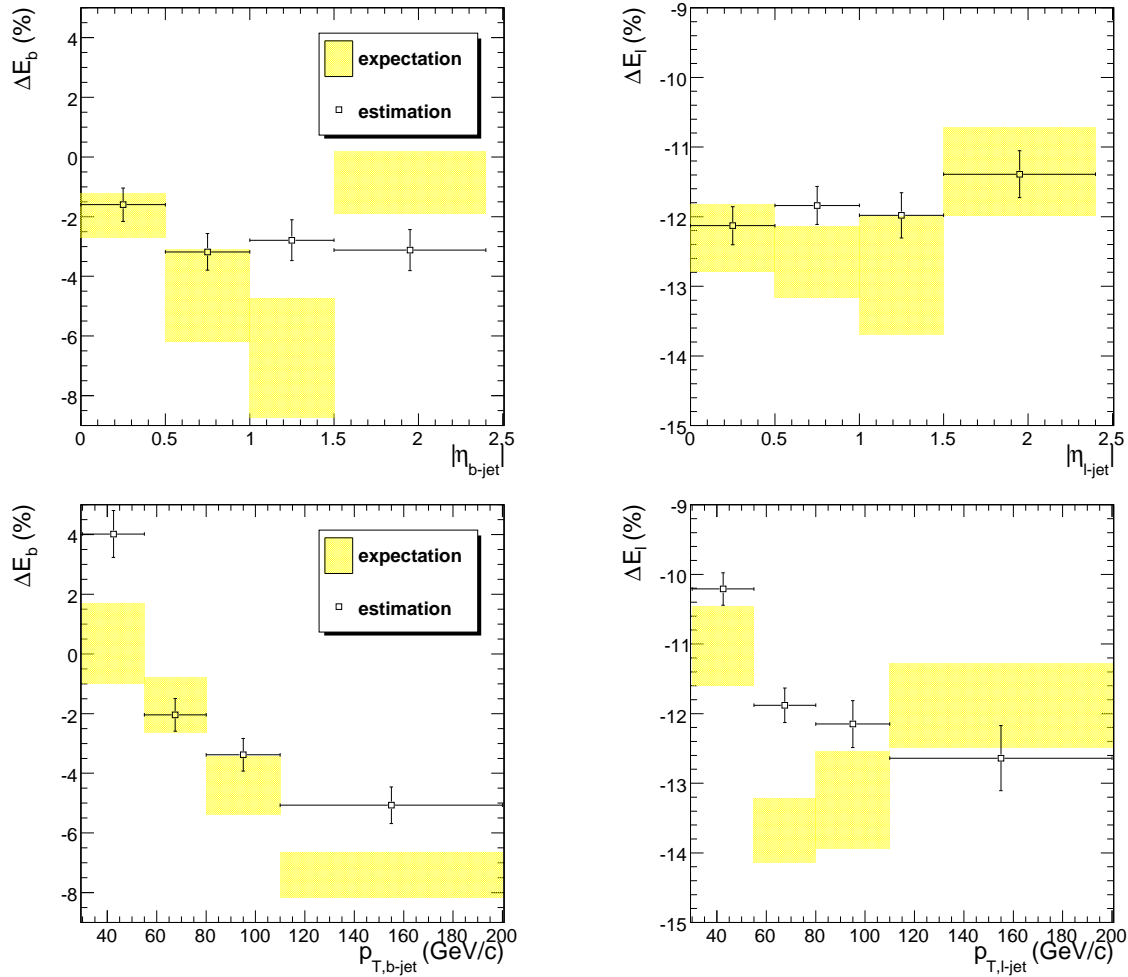 ΔE_b (%)
4
2
0
-2
-4
-6
-8
expectation
estimation
0 0.5 1 1.5 2 2.5
|η_b-jet|
ΔE_l (%)
-9
-10
-11
-12
-13
-14
-15
0 0.5 1 1.5 2 2.5
|η_l-jet|
ΔE_b (%)
4
2
0
-2
-4
-6
-8
expectation
estimation
40 60 80 100 120 140 160 180 200
p_T,b-jet (GeV/c)
ΔE_l (%)
-9
-10
-11
-12
-13
-14
-15
40 60 80 100 120 140 160 180 200
p_T,l-jet (GeV/c)